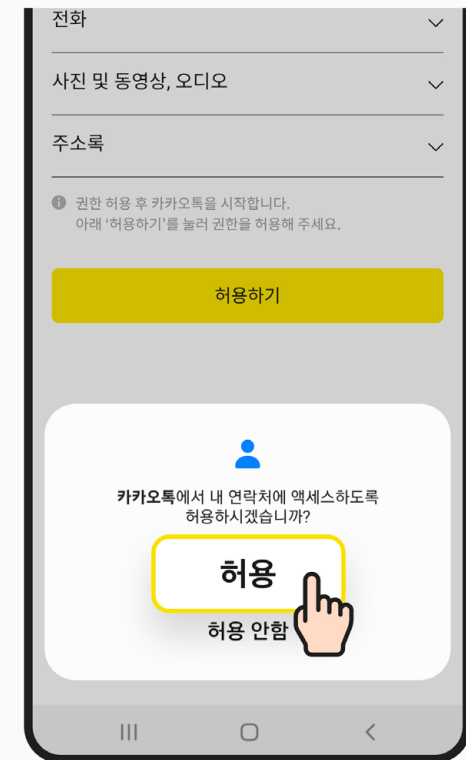 전화
사진 및 동영상, 오디오
주소록
권한 허용 후 카카오톡을 시작합니다.
아래 ‘허용하기’를 눌러 권한을 허용해 주세요.
허용하기
카카오톡에서 내 연락처에 액세스하도록
허용하시겠습니까?
허용
허용 안함